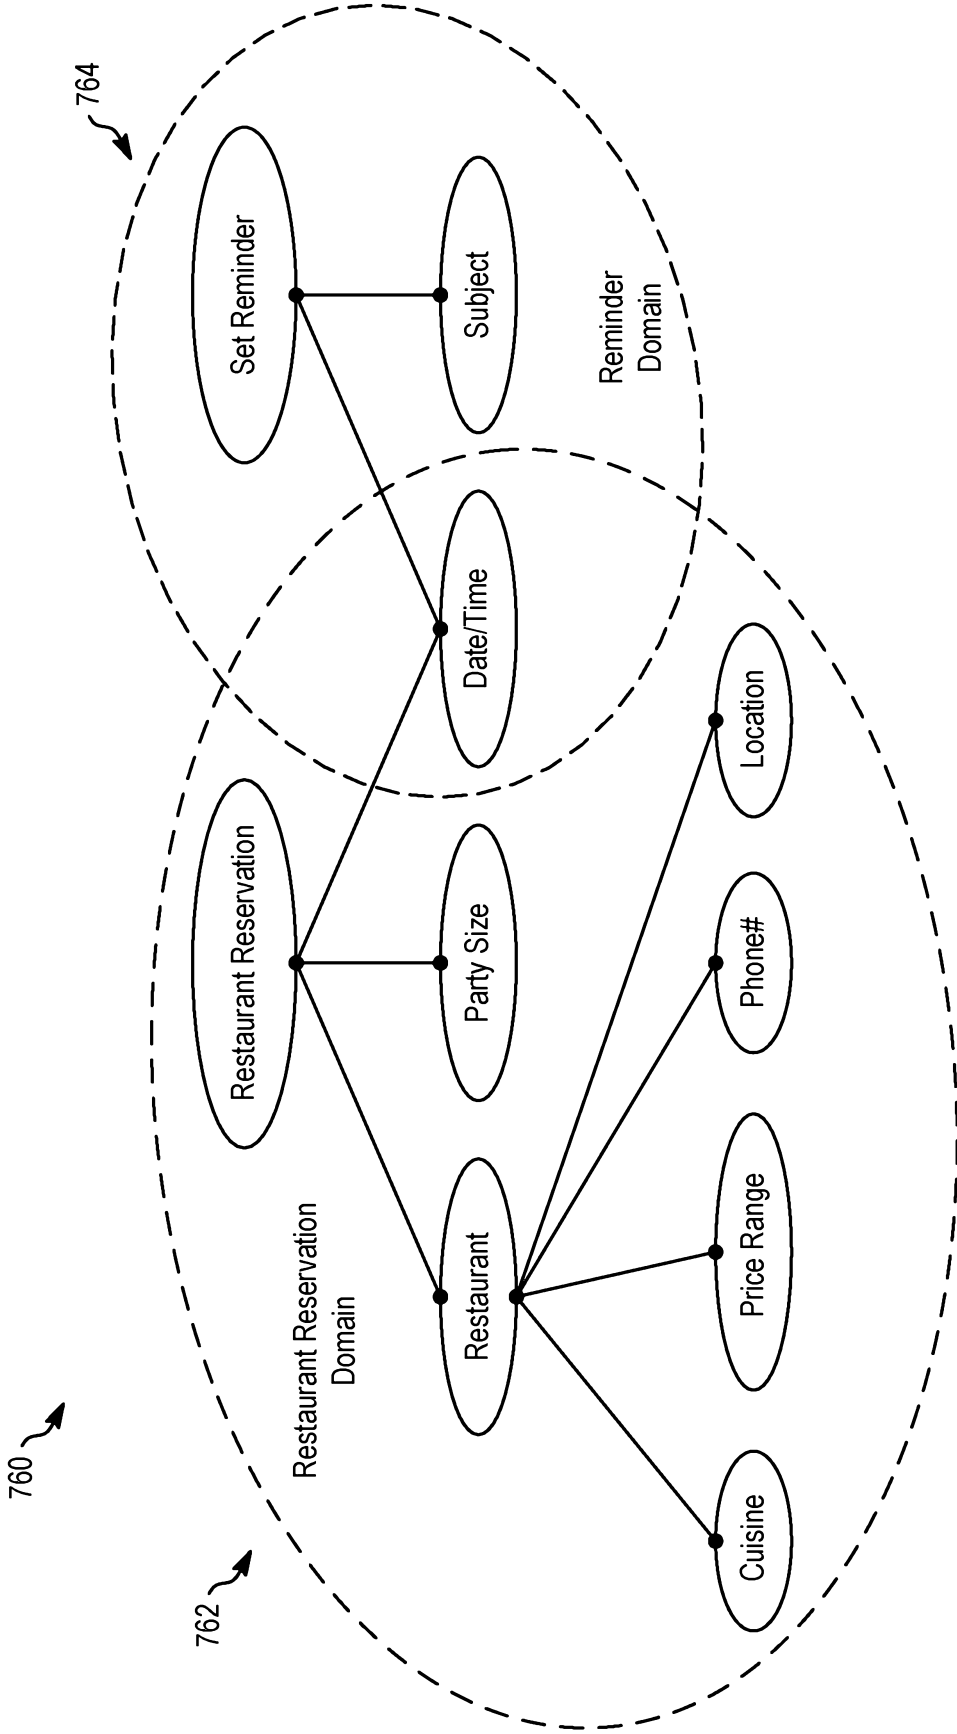 760
762
764
Restaurant Reservation
Set Reminder
Restaurant Reservation
Domain
Restaurant
Party Size
Date/Time
Subject
Reminder
Domain
Cuisine
Price Range
Phone#
Location